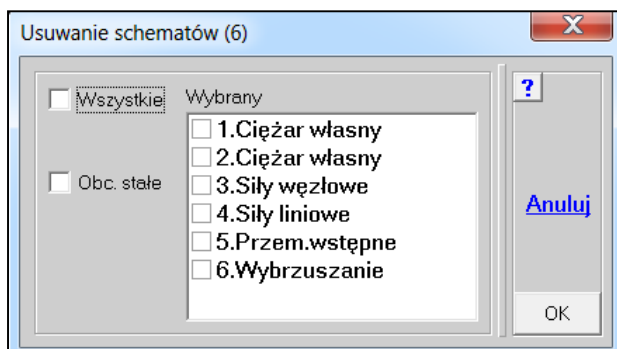 Usuwanie schematów (6)
X
Wszystkie
Wybrany
?
1.Ciężar własny
2.Ciężar własny
Obc. stałe
3.Siły węzłowe
4.Siły liniowe
Anuluj
5.Przem.wstępne
6.Wybrzuszanie
OK